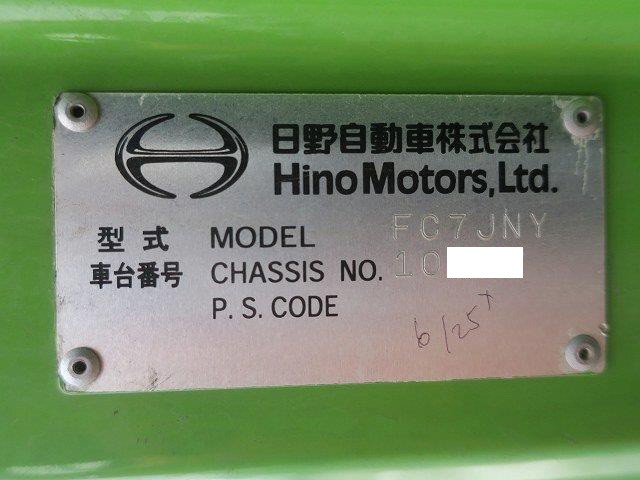 日野自動車株式会社
Hino Motors, Ltd.
型式 MODEL FC7JNY
車台番号 CHASSIS NO. 10
P. S. CODE
6/25